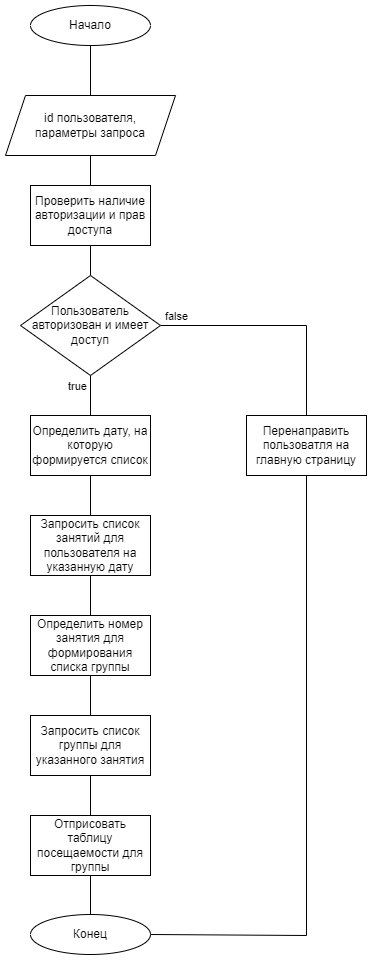 Начало
id пользователя,
параметры запроса
Проверить наличие
авторизации и прав
доступа
Пользователь
авторизован и имеет
доступ
false
true
Определить дату, на
которую
формируется список
Перенаправить
пользоватля на
главную страницу
Запросить список
занятий для
пользователя на
указанную дату
Определить номер
занятия для
формирования
списка группы
Запросить список
группы для
указанного занятия
Отприсовать
таблицу
посещаемости для
группы
Конец